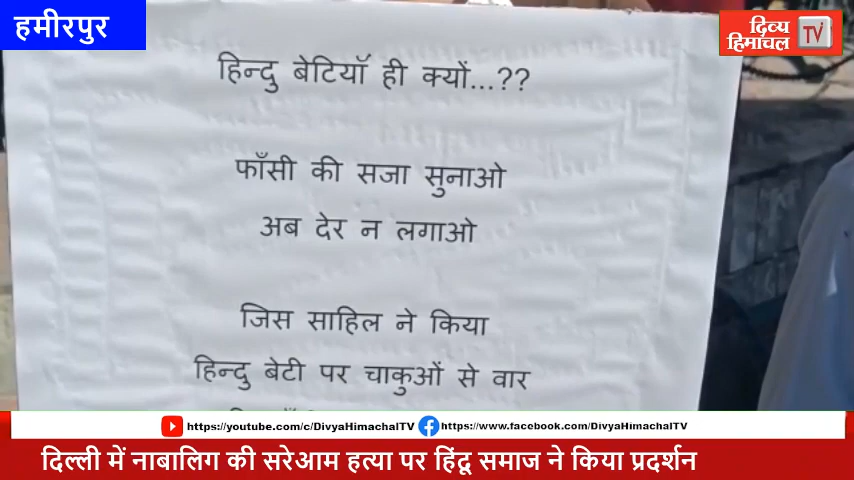 हमीरपुर
दिव्य
हिमाचल TV
हिन्दु बेटियाँ ही क्यों...??
फाँसी की सजा सुनाओ
अब देर न लगाओ
जिस साहिल ने किया
हिन्दु बेटी पर चाकुओं से वार
https://youtube.com/c/DivyaHimachalTV https://www.facebook.com/DivyaHimachalTV
दिल्ली में नाबालिग की सरेआम हत्या पर हिंदू समाज ने किया प्रदर्शन